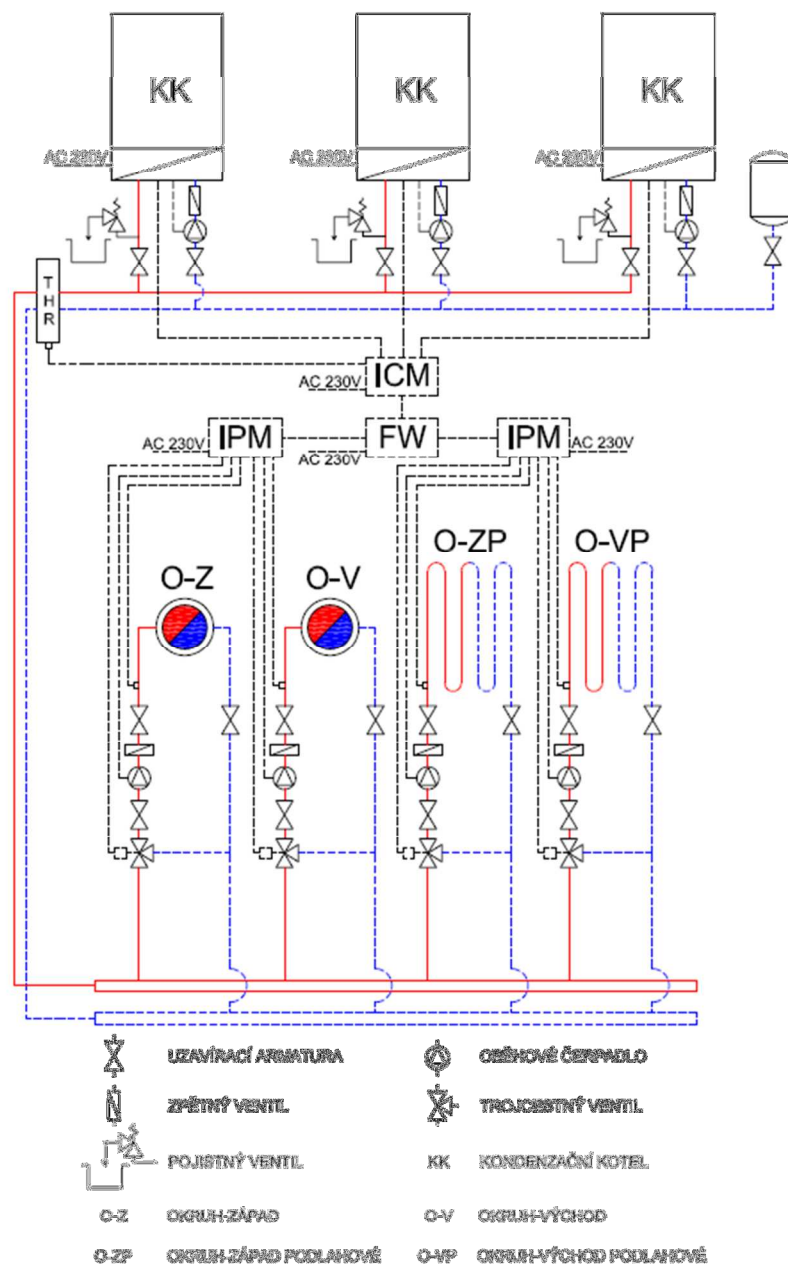 KK KK KK
AC 230V AC 230V AC 230V
THR
ICM
AC 230V
IPM FW IPM
AC 230V AC 230V AC 230V
O-ZP O-VP
O-Z O-V
UZAVÍRACÍ ARMATURA OBĚHOVÉ ČERPADLO
ZPĚTNÝ VENTIL TROJCESTNÝ VENTIL
POJISTNÝ VENTIL KK KONDENZAČNÍ KOTEL
O-Z OKRUH-ZÁPAD O-V OKRUH-VÝCHOD
O-ZP OKRUH-ZÁPAD PODLAHOVÉ O-VP OKRUH-VÝCHOD PODLAHOVÉ